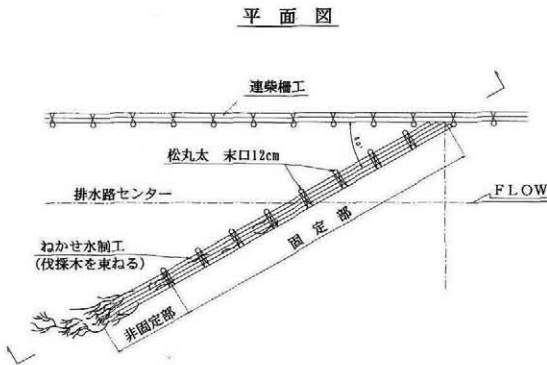 平面図
連柴柵工
松丸太 末口12cm
排水路センター
FLOW
ねかせ水制工
(伐採木を束ねる)
固定部
非固定部